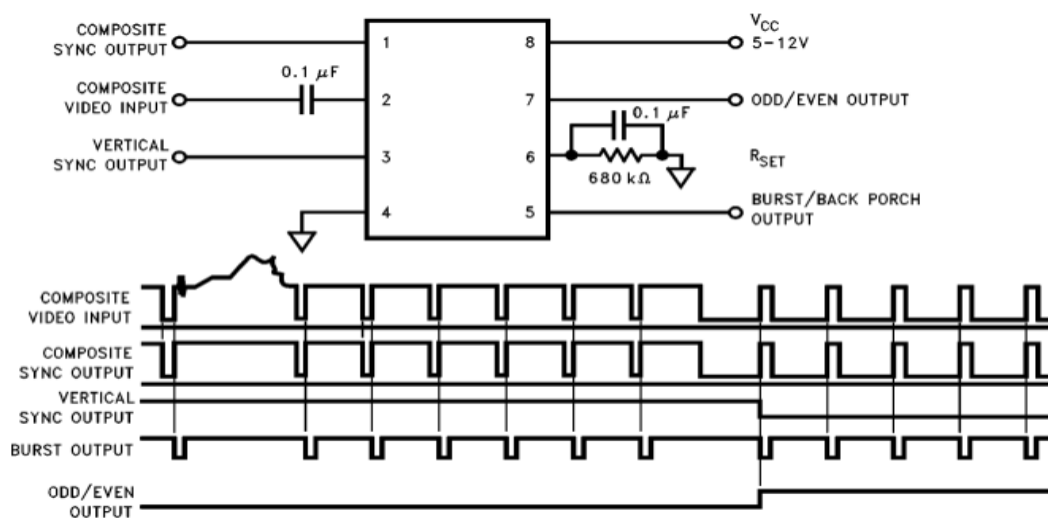 COMPOSITE
SYNC OUTPUT
1
8
VCC
5-12V
0.1 μF
COMPOSITE
VIDEO INPUT
2
7
ODD/EVEN OUTPUT
0.1 μF
VERTICAL
SYNC OUTPUT
3
6
680 kΩ
RSET
4
5
BURST/BACK PORCH
OUTPUT
COMPOSITE
VIDEO INPUT
COMPOSITE
SYNC OUTPUT
VERTICAL
SYNC OUTPUT
BURST OUTPUT
ODD/EVEN
OUTPUT